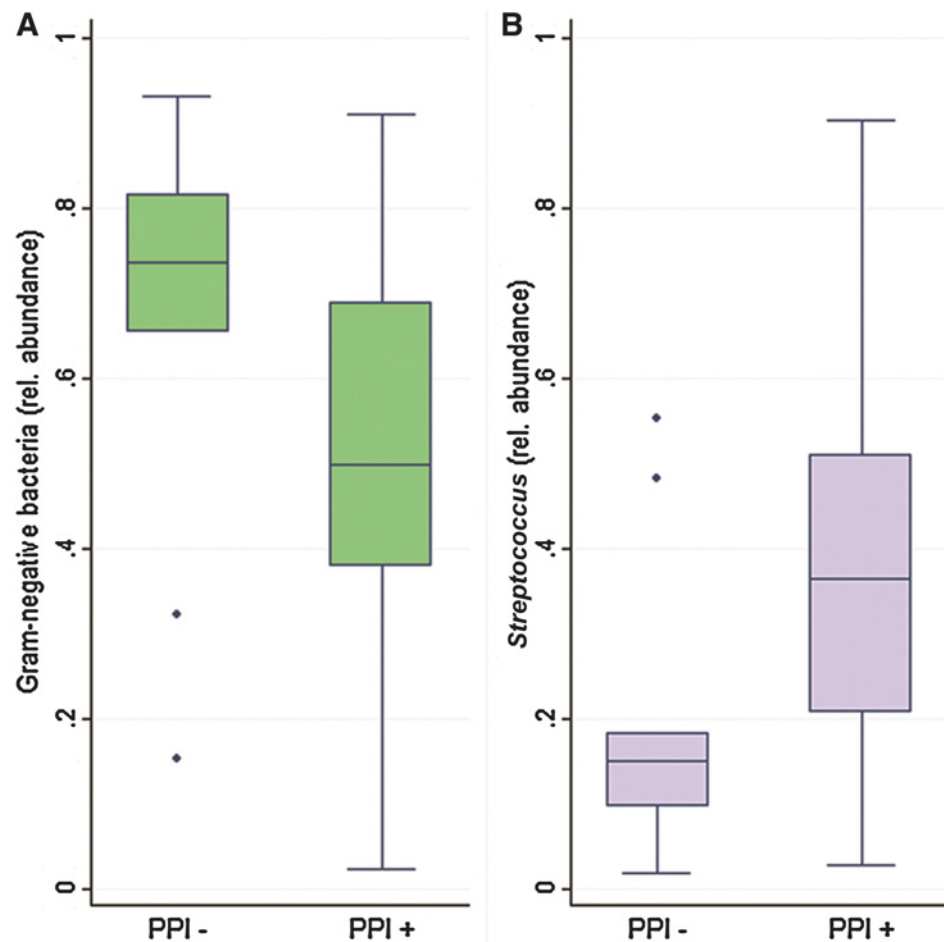 A
Gram-negative bacteria (rel. abundance)
1
.8
.6
.4
.2
0
PPI -
PPI +
B
Streptococcus (rel. abundance)
1
.8
.6
.4
.2
0
PPI -
PPI +